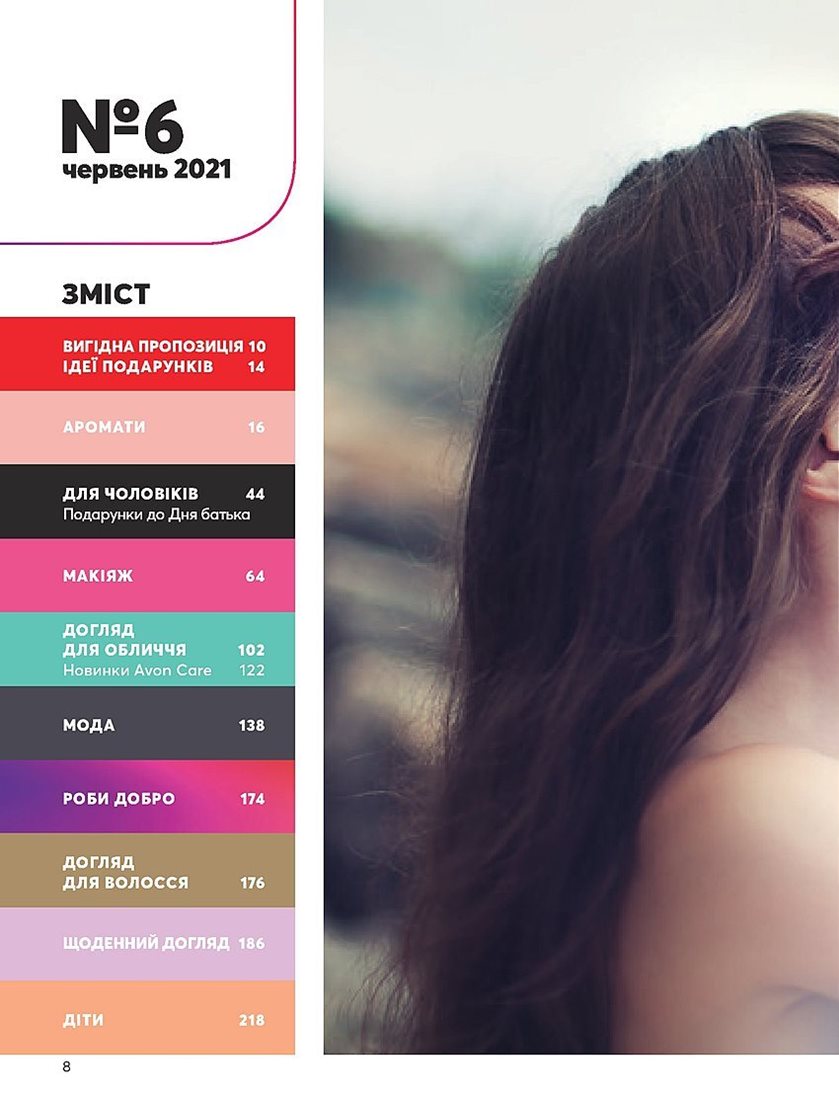 №6
червень 2021
ЗМІСТ
ВИГІДНА ПРОПОЗИЦІЯ 10
ІДЕЇ ПОДАРУНКІВ 14
АРОМАТИ 16
ДЛЯ ЧОЛОВІКІВ 44
Подарунки до Дня батька
МАКІЯЖ 64
ДОГЛЯД
ДЛЯ ОБЛИЧЧЯ 102
Новинки Avon Care 122
МОДА 138
РОБИ ДОБРО 174
ДОГЛЯД
ДЛЯ ВОЛОССЯ 176
ЩОДЕННИЙ ДОГЛЯД 186
ДІТИ 218
8